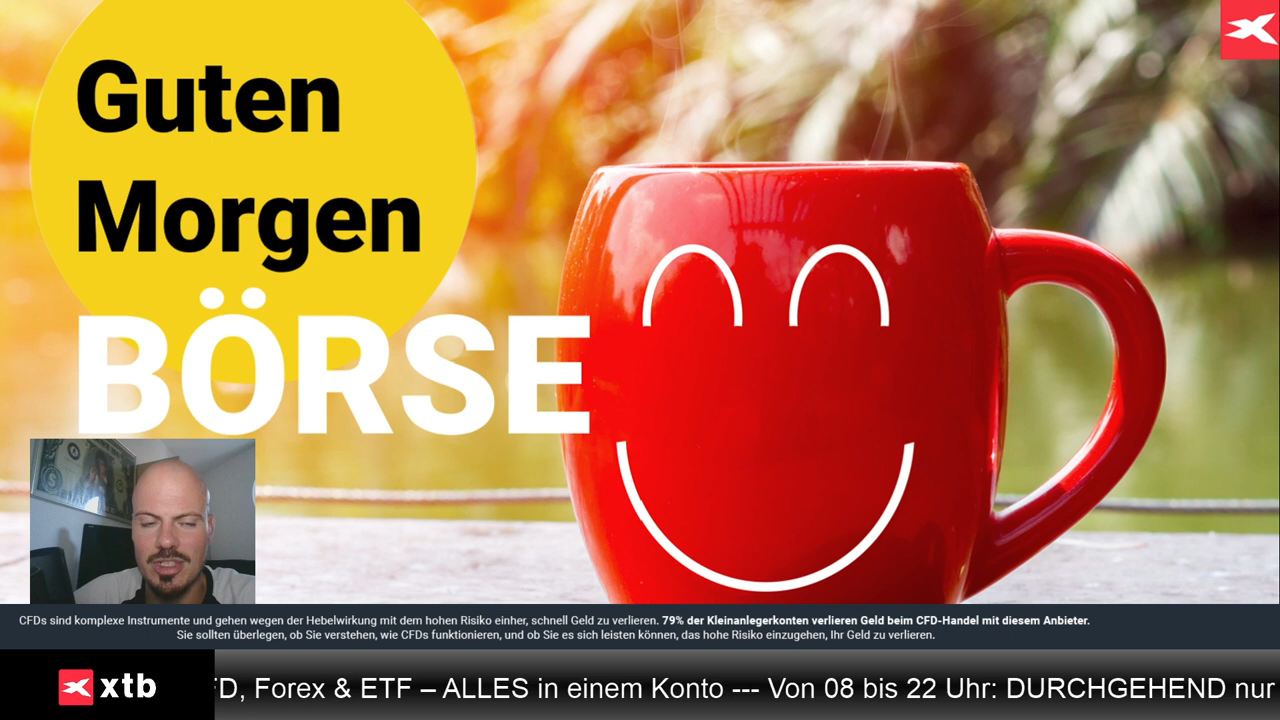 Guten
Morgen
BÖRSE
CFDs sind komplexe Instrumente und gehen wegen der Hebelwirkung mit dem hohen Risiko einher, schnell Geld zu verlieren. 79% der Kleinanlegerkonten verlieren Geld beim CFD-Handel mit diesem Anbieter.
Sie sollten überlegen, ob Sie verstehen, wie CFDs funktionieren, und ob Sie es sich leisten können, das hohe Risiko einzugehen, Ihr Geld zu verlieren.
xtb
FD, Forex & ETF – ALLES in einem Konto --- Von 08 bis 22 Uhr: DURCHGEHEND nur